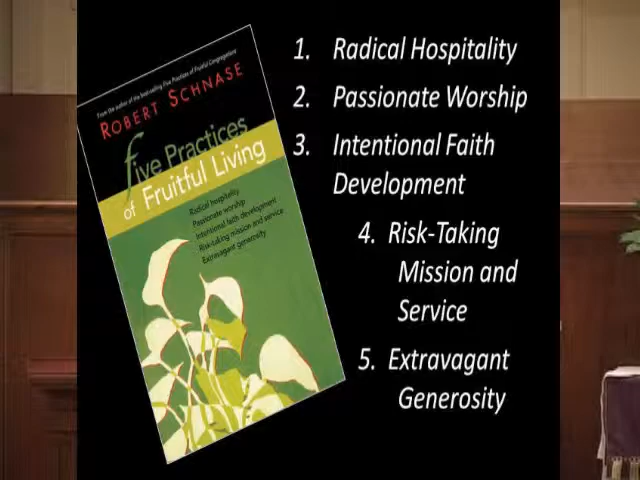 From the author of the bestselling Five Practices of Fruitful Congregations
ROBERT SCHNASE
five Practices
of Fruitful Living
Radical hospitality
Passionate worship
Intentional faith development
Risk-taking mission and service
Extravagant generosity
1. Radical Hospitality
2. Passionate Worship
3. Intentional Faith
Development
4. Risk-Taking
Mission and
Service
5. Extravagant
Generosity